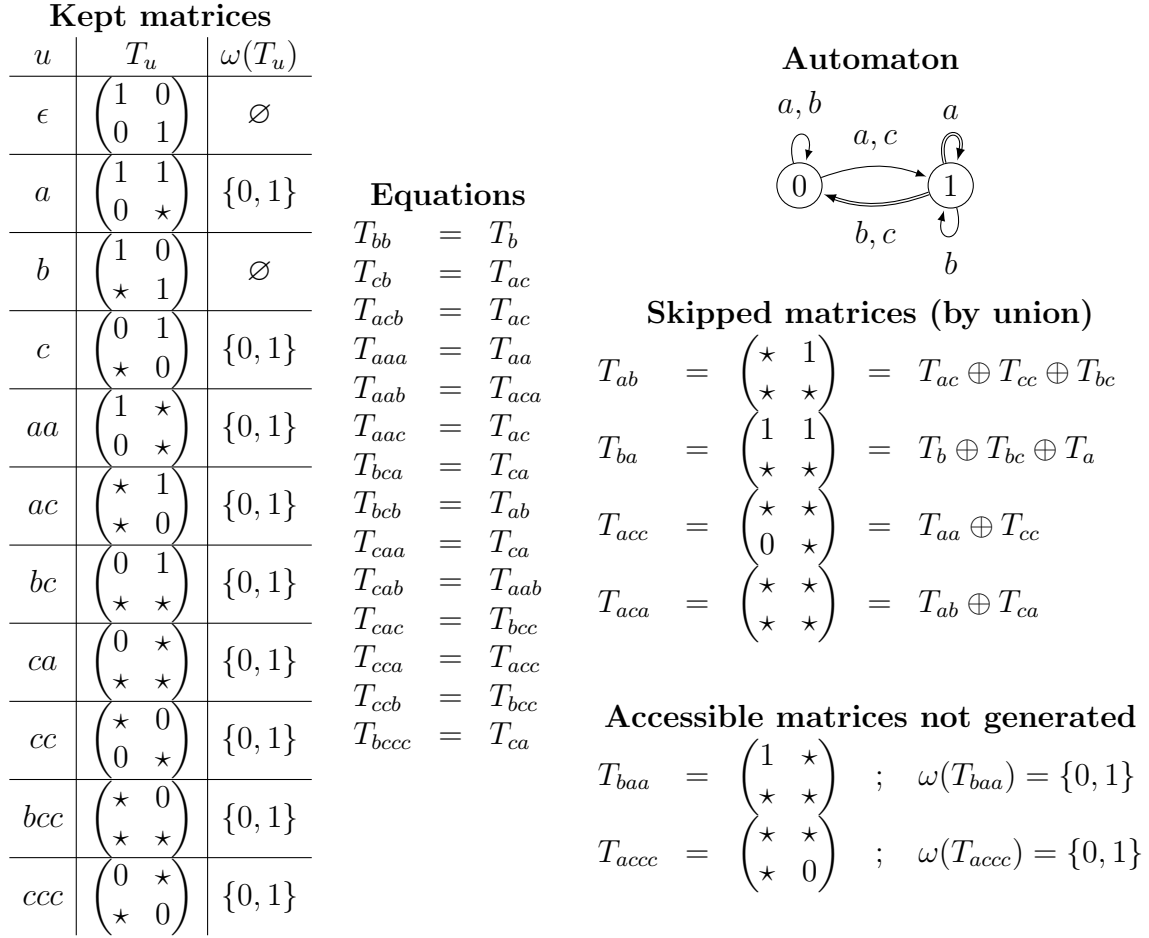 Kept matrices
u T_u ω(T_u)
ϵ (1 0; 0 1) ∅
a (1 1; 0 ⋆) {0, 1}
b (1 0; ⋆ 1) ∅
c (0 1; ⋆ 0) {0, 1}
aa (1 ⋆; 0 ⋆) {0, 1}
ac (⋆ 1; ⋆ 0) {0, 1}
bc (0 1; ⋆ ⋆) {0, 1}
ca (0 ⋆; ⋆ ⋆) {0, 1}
cc (⋆ 0; 0 ⋆) {0, 1}
bcc (⋆ 0; ⋆ ⋆) {0, 1}
ccc (0 ⋆; ⋆ 0) {0, 1}
Equations
T_bb = T_b
T_cb = T_ac
T_acb = T_ac
T_aaa = T_aa
T_aab = T_aca
T_aac = T_ac
T_bca = T_ca
T_bcb = T_ab
T_caa = T_ca
T_cab = T_aab
T_cac = T_bcc
T_cca = T_acc
T_ccb = T_bcc
T_bccc = T_ca
Automaton
a, b
a, c
a
0
1
b, c
b
Skipped matrices (by union)
T_ab = (⋆ 1; ⋆ ⋆) = T_ac ⊕ T_cc ⊕ T_bc
T_ba = (1 1; ⋆ ⋆) = T_b ⊕ T_bc ⊕ T_a
T_acc = (⋆ ⋆; 0 ⋆) = T_aa ⊕ T_cc
T_aca = (⋆ ⋆; ⋆ ⋆) = T_ab ⊕ T_ca
Accessible matrices not generated
T_baa = (1 ⋆; ⋆ ⋆) ; ω(T_baa) = {0, 1}
T_accc = (⋆ ⋆; ⋆ 0) ; ω(T_accc) = {0, 1}